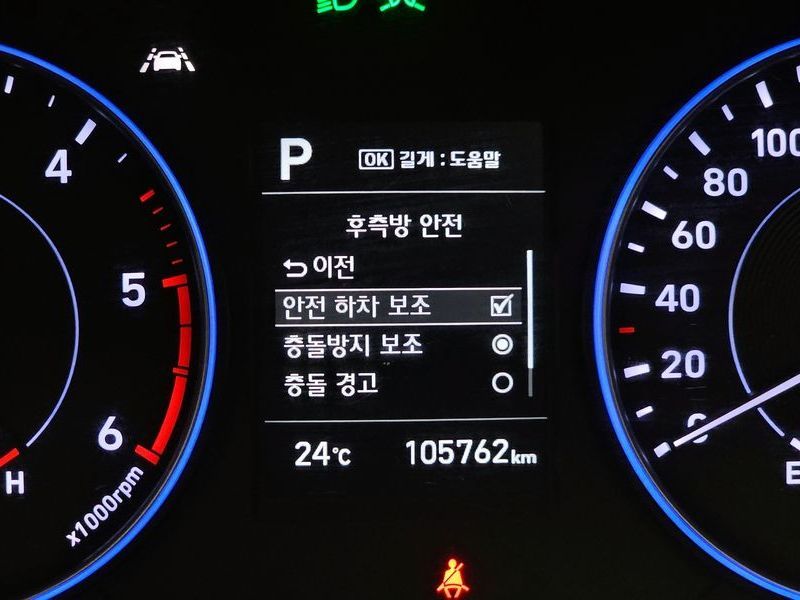 P OK 길게 : 도움말
후측방 안전
이전
안전 하차 보조
충돌방지 보조
충돌 경고
24℃ 105762km
4
5
6
H
x1000rpm
100
80
60
40
20
0
E